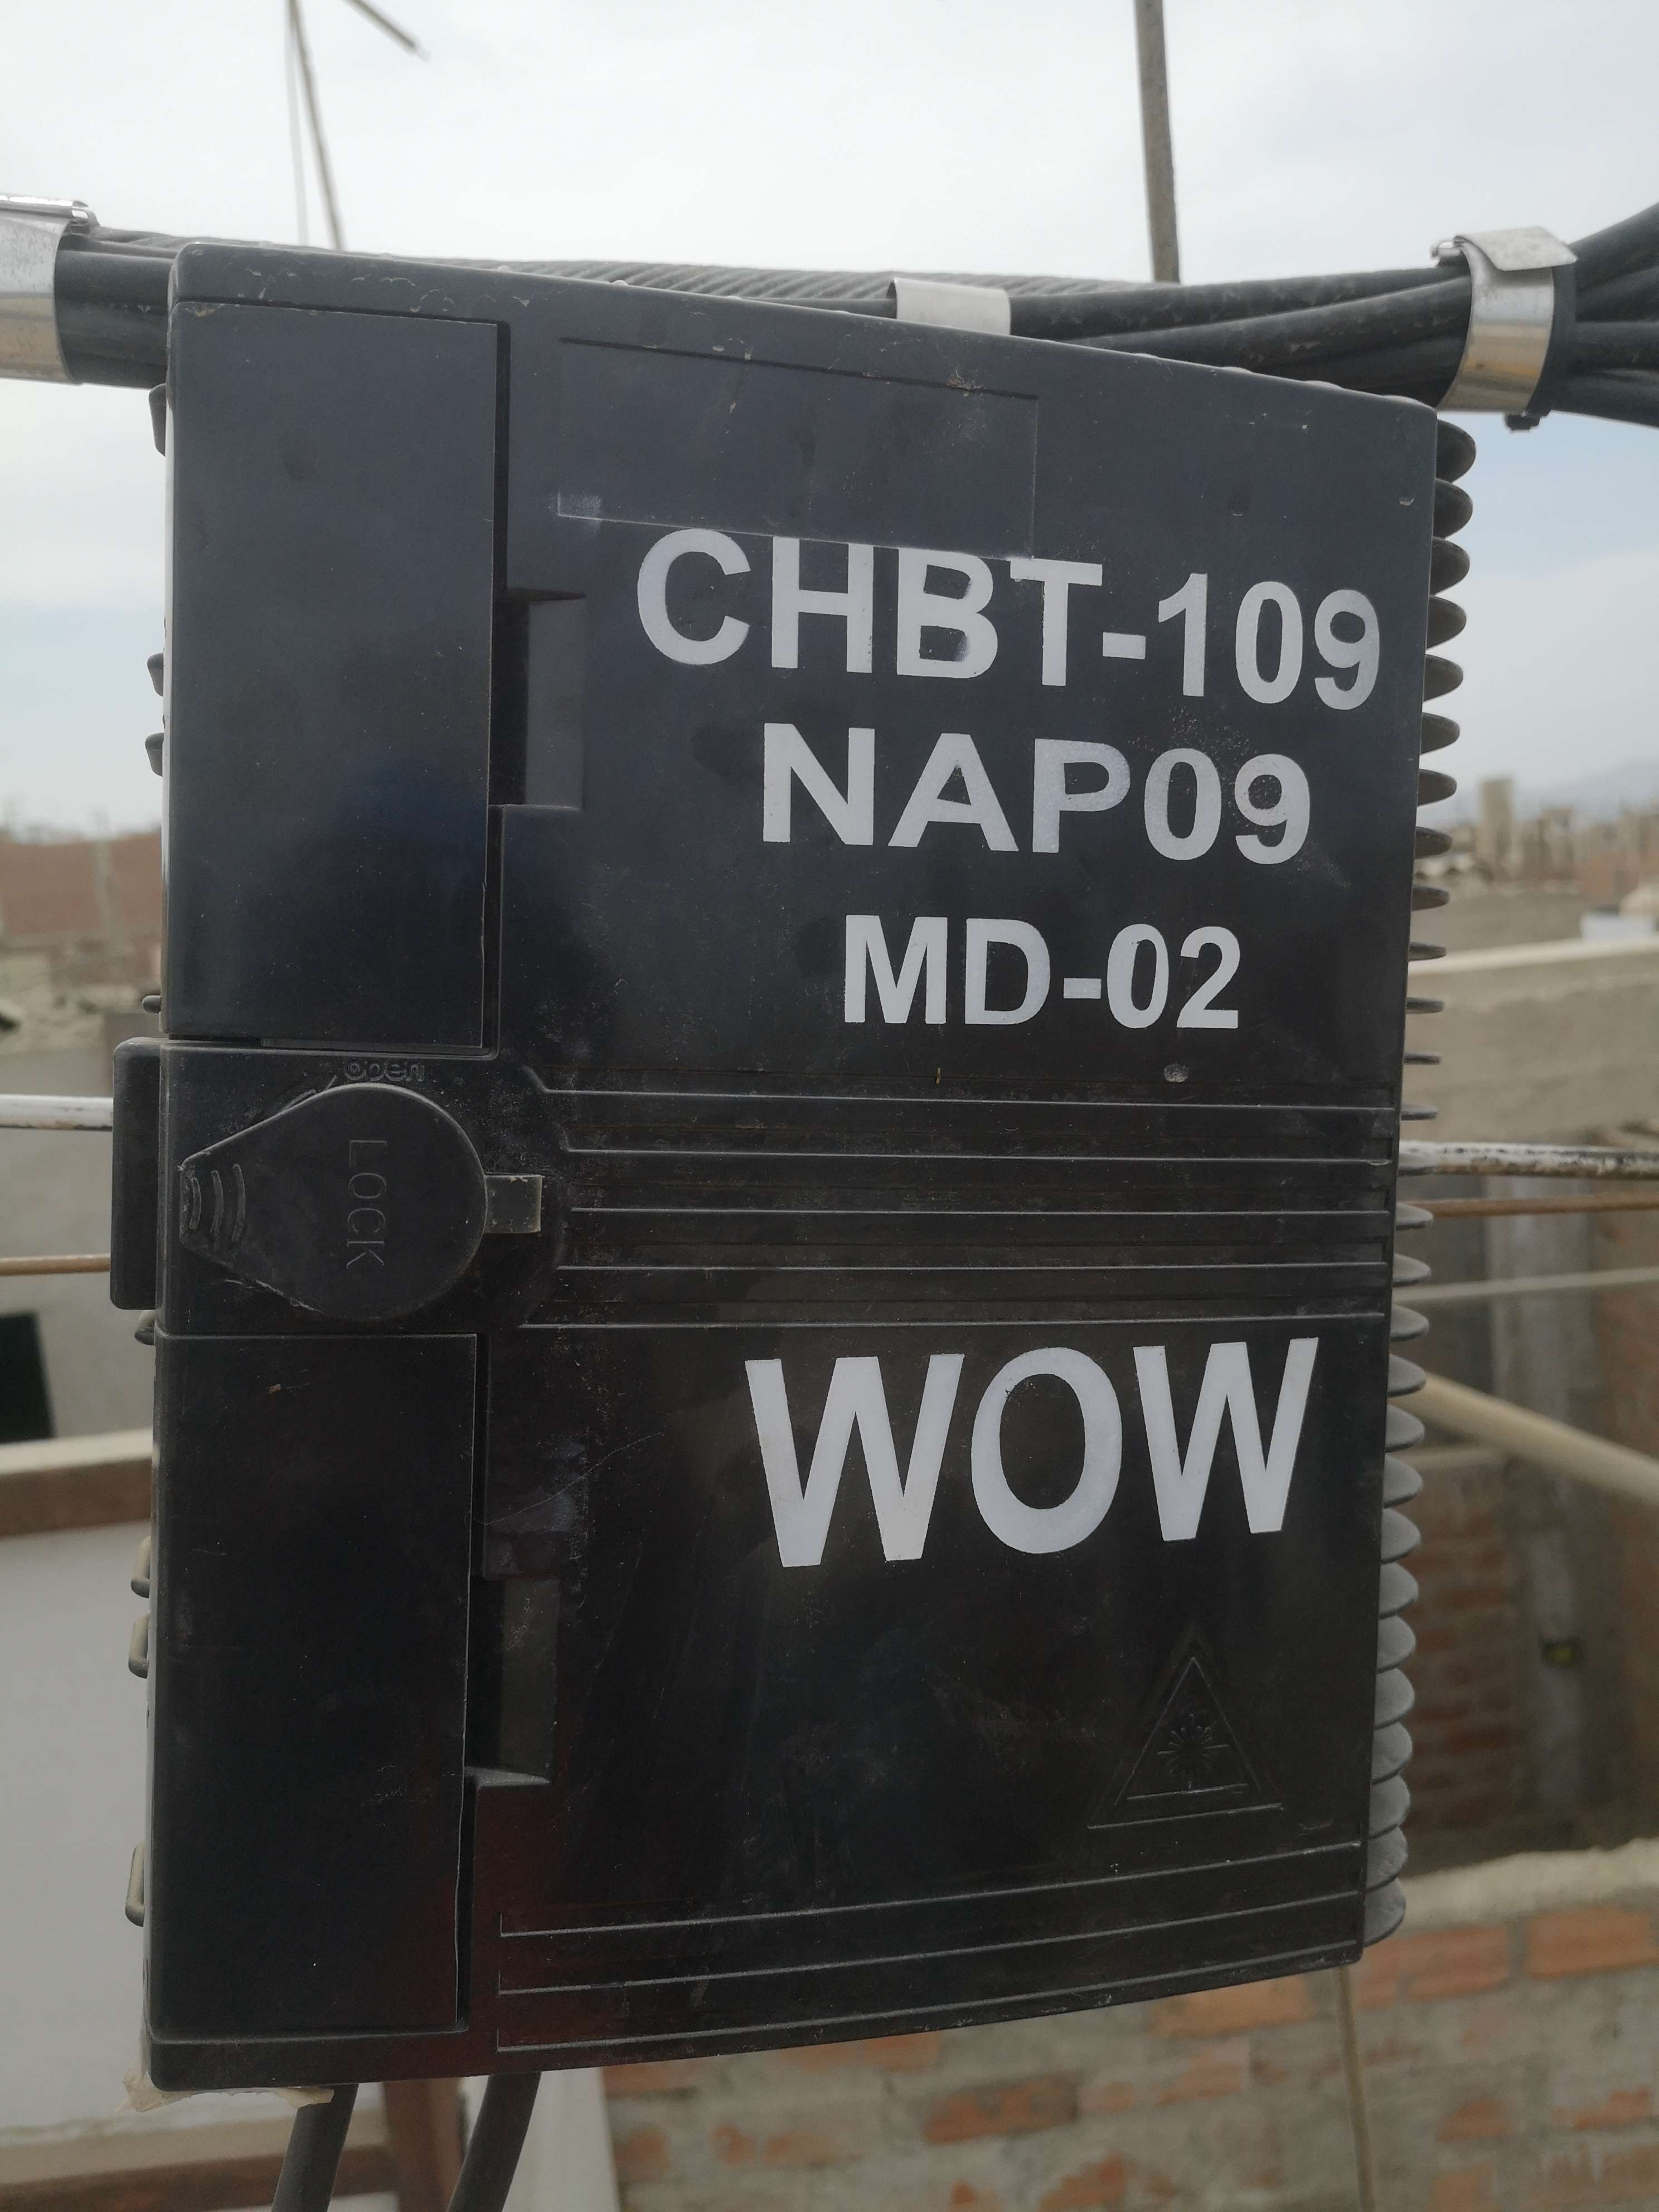 CHBT-109
NAP09
MD-02
open
LOCK
WOW